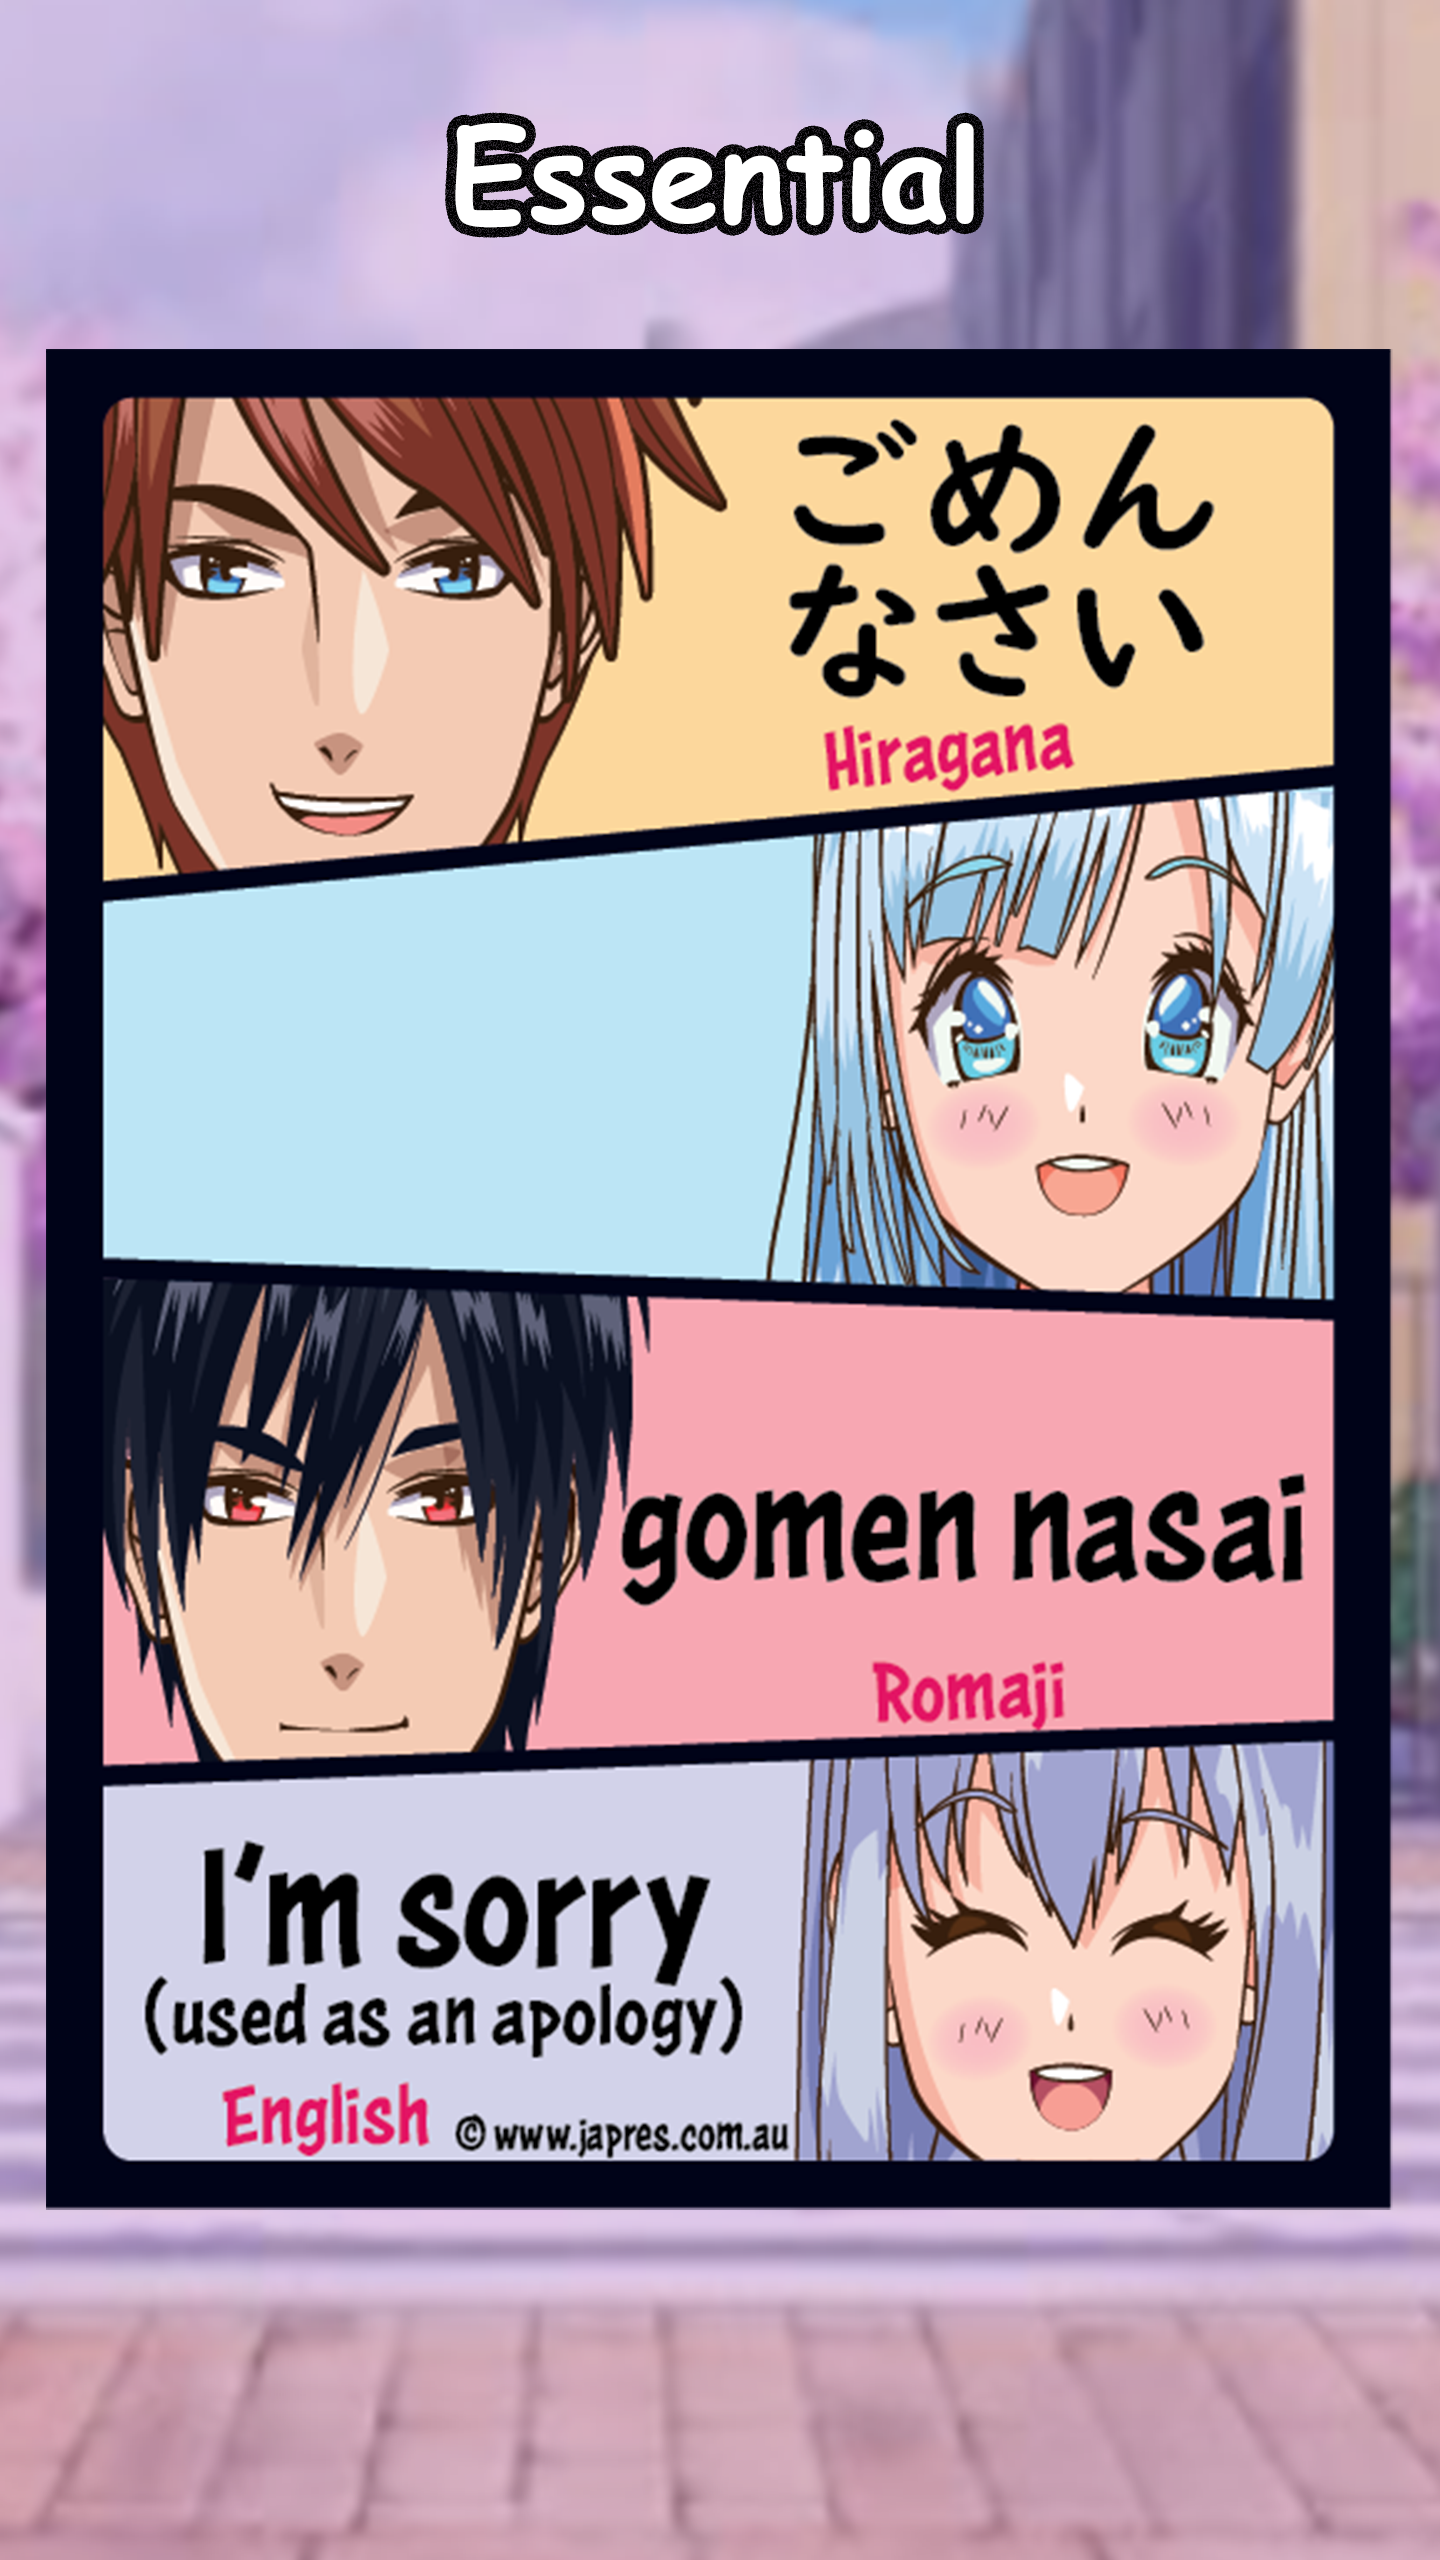 Essential
ごめん
なさい
Hiragana
gomen nasai
Romaji
I'm sorry
(used as an apology)
English
© www.japres.com.au